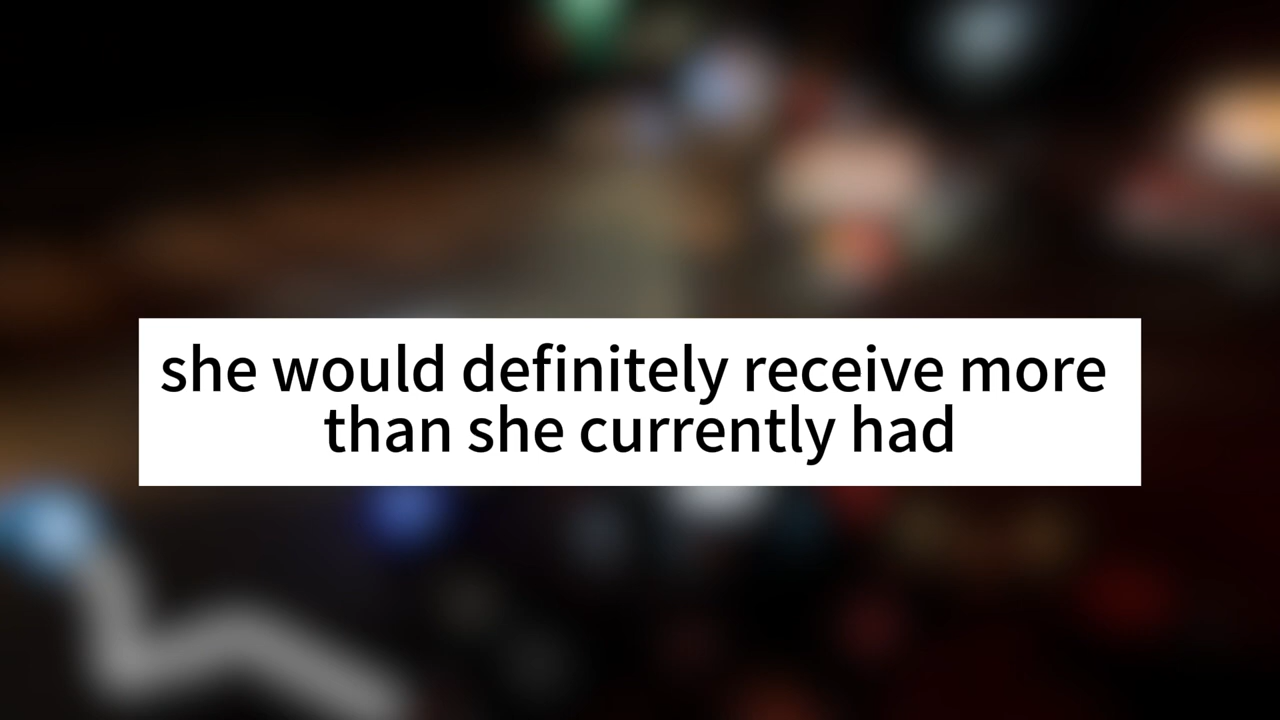 she would definitely receive more
than she currently had